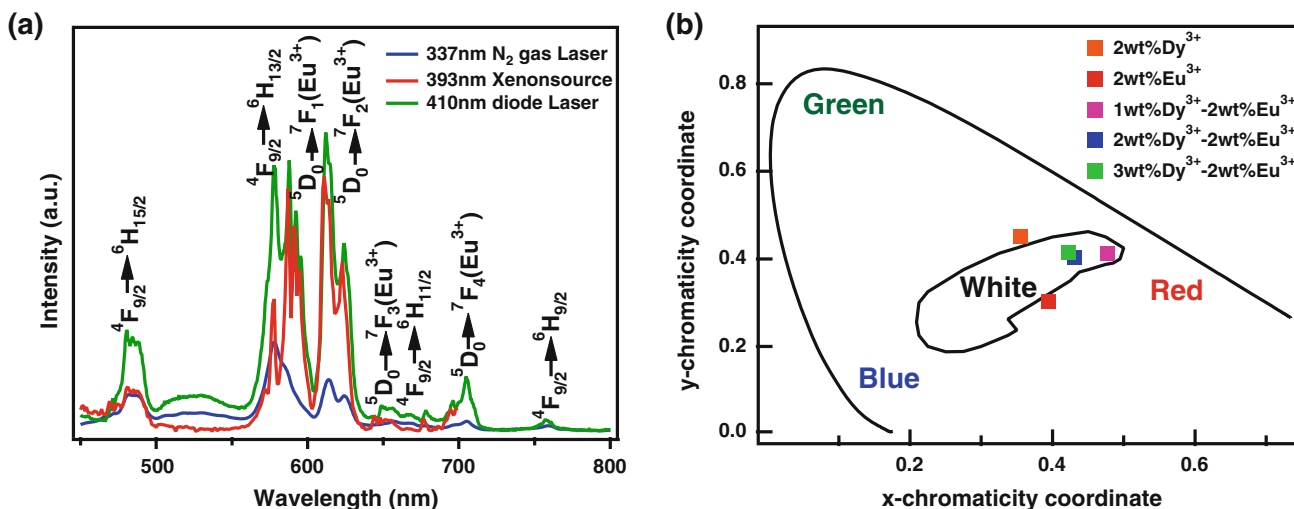 (a)
337nm N₂ gas Laser
393nm Xenonsource
410nm diode Laser
⁴F₉/₂ → ⁶H₁₅/₂
⁴F₉/₂ → ⁶H₁₃/₂
⁵D₀ → ⁷F₁(Eu³⁺)
⁵D₀ → ⁷F₂(Eu³⁺)
⁵D₀ → ⁷F₃(Eu³⁺)
⁴F₉/₂ → ⁶H₁₁/₂
⁵D₀ → ⁷F₄(Eu³⁺)
⁴F₉/₂ → ⁶H₉/₂
Intensity (a.u.)
500
600
700
800
Wavelength (nm)
(b)
2wt%Dy³⁺
2wt%Eu³⁺
1wt%Dy³⁺-2wt%Eu³⁺
2wt%Dy³⁺-2wt%Eu³⁺
3wt%Dy³⁺-2wt%Eu³⁺
Green
White
Red
Blue
y-chromaticity coordinate
0.8
0.6
0.4
0.2
0.0
0.2
0.4
0.6
x-chromaticity coordinate